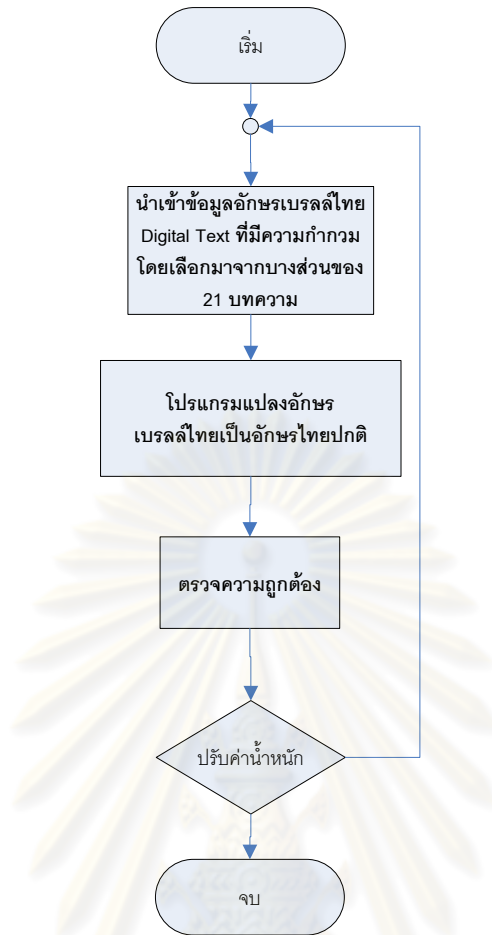 เริ่ม
นำเข้าข้อมูลอักษรเบรลล์ไทย
Digital Text ที่มีความกำกวม
โดยเลือกมาจากบางส่วนของ
21 บทความ
โปรแกรมแปลงอักษร
เบรลล์ไทยเป็นอักษรไทยปกติ
ตรวจความถูกต้อง
ปรับค่าน้ำหนัก
จบ